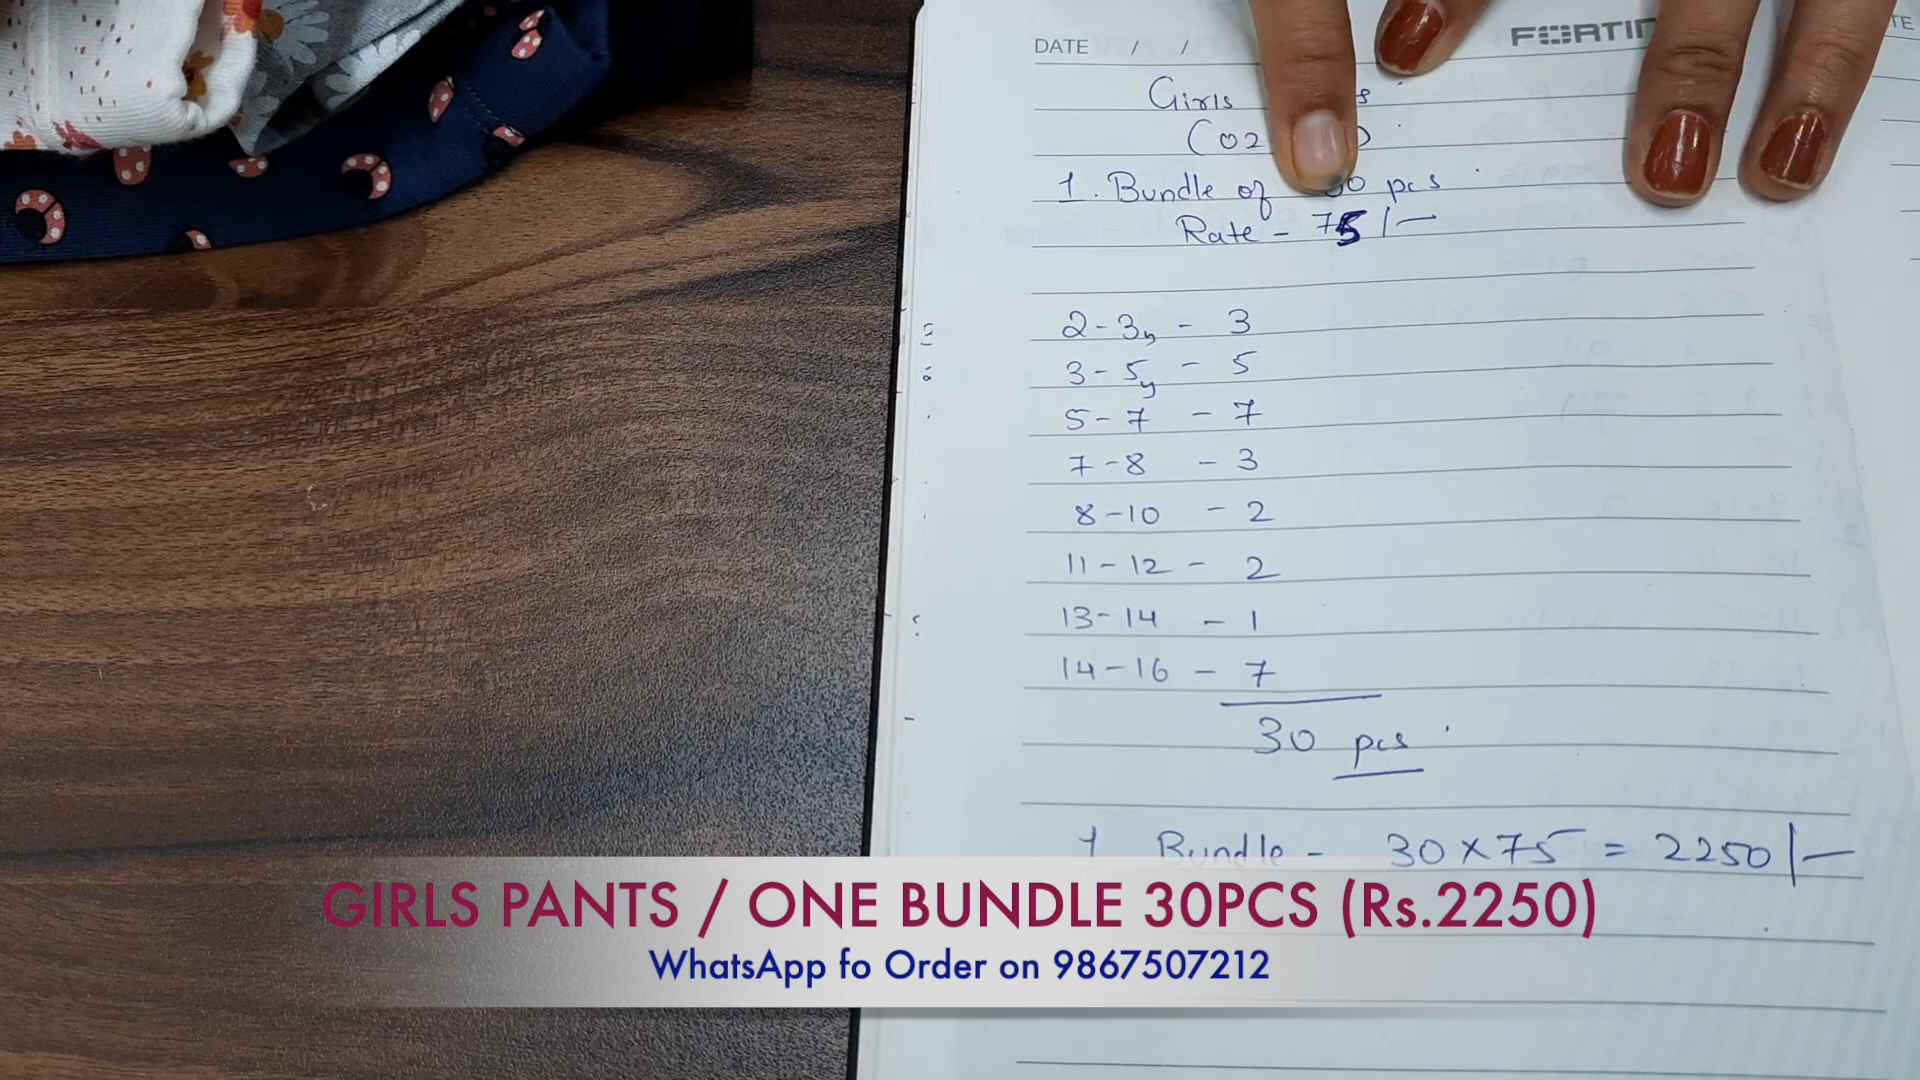 DATE / /
Girls
(02
1. Bundle of 30 pcs
Rate - 75/-
2-3y - 3
3-5y - 5
5-7 - 7
7-8 - 3
8-10 - 2
11-12 - 2
13-14 - 1
14-16 - 7
30 pcs
1 Bundle - 30x75 = 2250/-
GIRLS PANTS / ONE BUNDLE 30PCS (Rs.2250)
WhatsApp fo Order on 9867507212